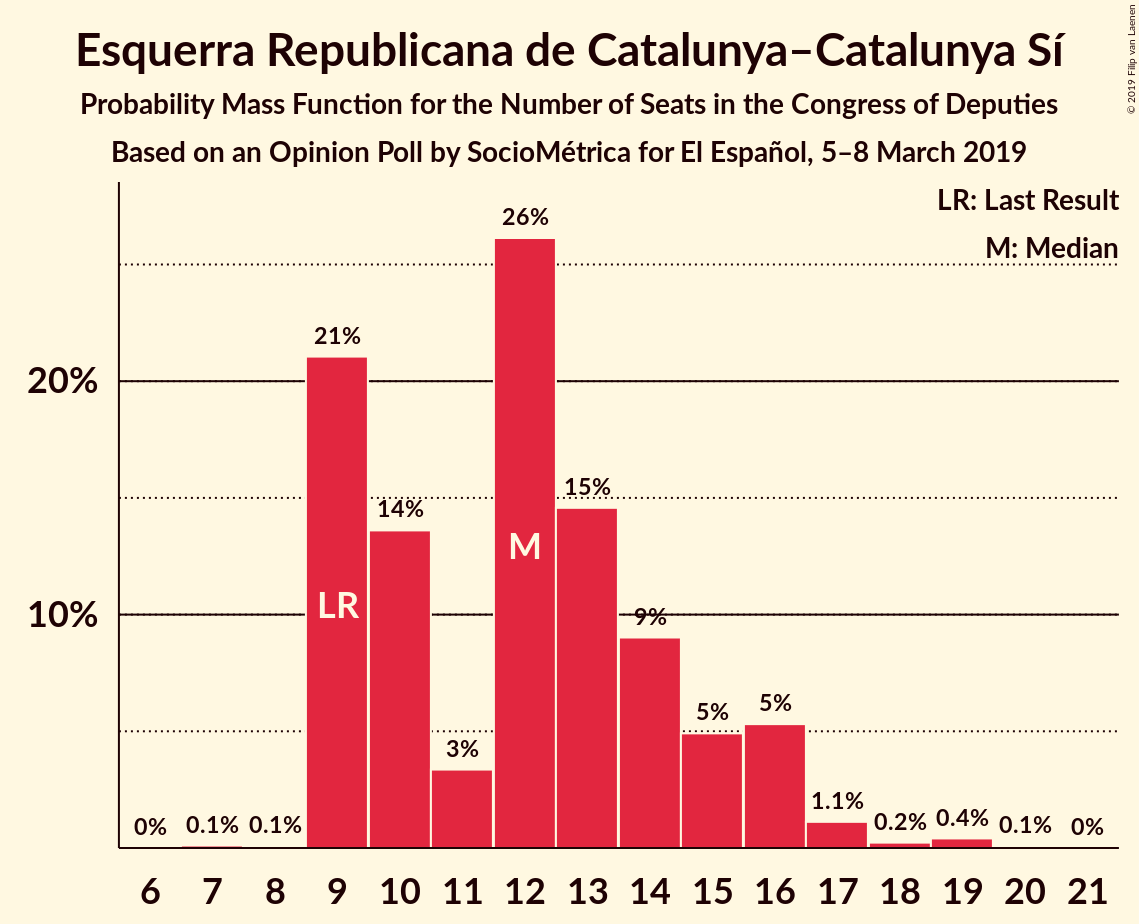 Esquerra Republicana de Catalunya–Catalunya Sí
Probability Mass Function for the Number of Seats in the Congress of Deputies
Based on an Opinion Poll by SocioMétrica for El Español, 5–8 March 2019
© 2019 Filip van Laenen
LR: Last Result
M: Median
20%
10%
0%
0.1%
0.1%
21%
14%
3%
26%
15%
9%
5%
5%
1.1%
0.2%
0.4%
0.1%
0%
LR
M
6 7 8 9 10 11 12 13 14 15 16 17 18 19 20 21